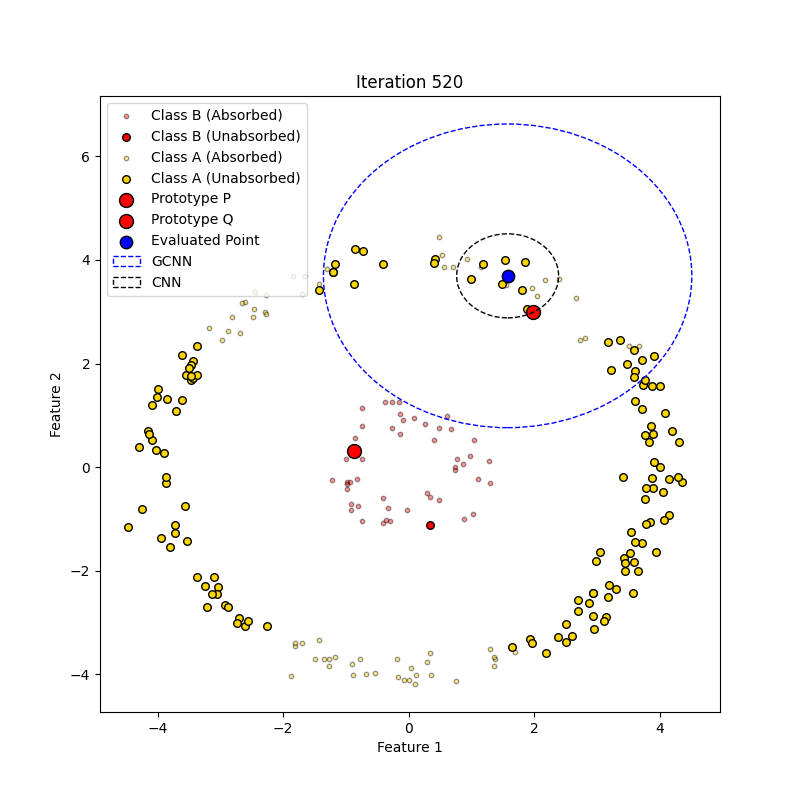 Iteration 520
Class B (Absorbed)
Class B (Unabsorbed)
Class A (Absorbed)
Class A (Unabsorbed)
Prototype P
Prototype Q
Evaluated Point
GCNN
CNN
Feature 2
6
4
2
0
−2
−4
−4
−2
0
2
4
Feature 1